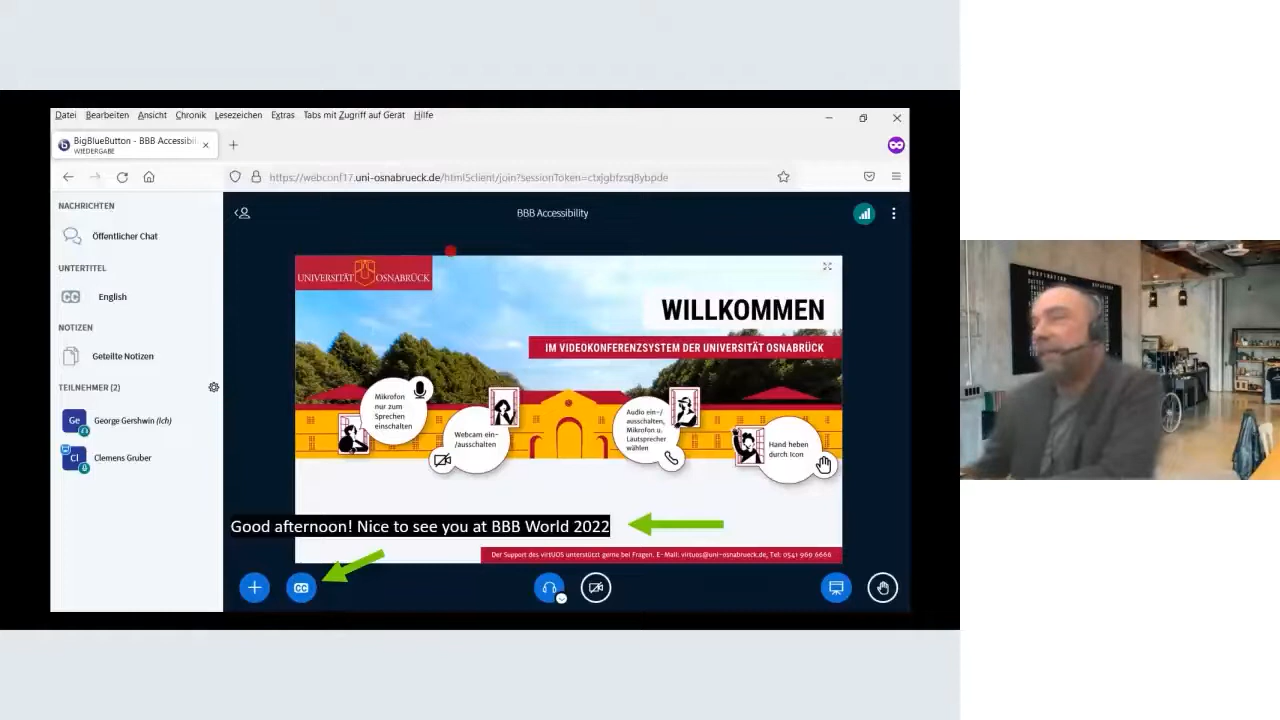 Datei Bearbeiten Ansicht Chronik Lesezeichen Extras Tabs mit Zugriff auf Gerät Hilfe
BigBlueButton - BBB Accessibil
WIEDERGABE
https://webconf17.uni-osnabrueck.de/html5client/join?sessionToken=ctxjgbfzsq8ybpde
NACHRICHTEN
Öffentlicher Chat
UNTERTITEL
CC English
NOTIZEN
Geteilte Notizen
TEILNEHMER (2)
Ge George Gershwin (Ich)
Cl Clemens Gruber
BBB Accessibility
UNIVERSITÄT OSNABRÜCK
WILLKOMMEN
IM VIDEOKONFERENZSYSTEM DER UNIVERSITÄT OSNABRÜCK
Mikrofon
nur zum
Sprechen
einschalten
Webcam ein-
/ausschalten
Audio ein-/
ausschalten,
Mikrofon u.
Lautsprecher
wählen
Hand heben
durch Icon
Good afternoon! Nice to see you at BBB World 2022
Der Support des virtUOS unterstützt gerne bei Fragen. E-Mail: virtuos@uni-osnabrueck.de, Tel: 0541 969 6666
CC